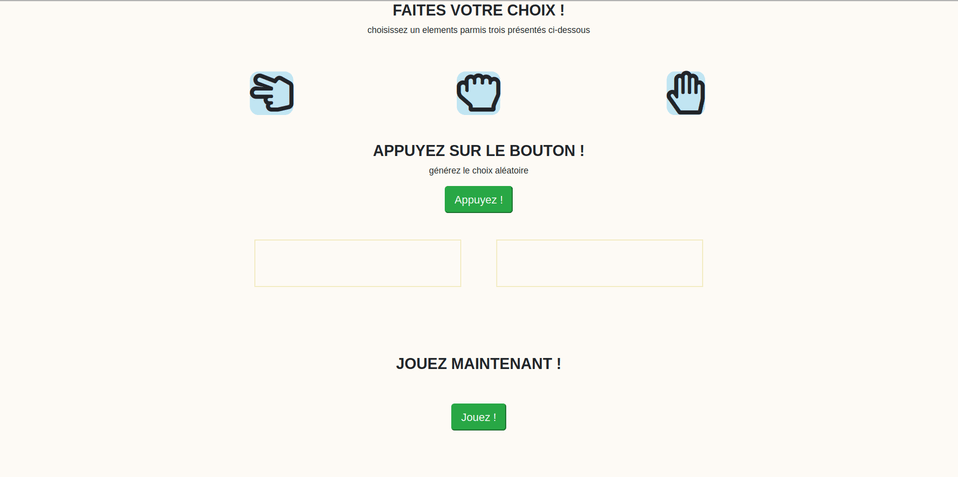 FAITES VOTRE CHOIX !
choisissez un elements parmis trois présentés ci-dessous
APPUYEZ SUR LE BOUTON !
générez le choix aléatoire
Appuyez !
JOUEZ MAINTENANT !
Jouez !